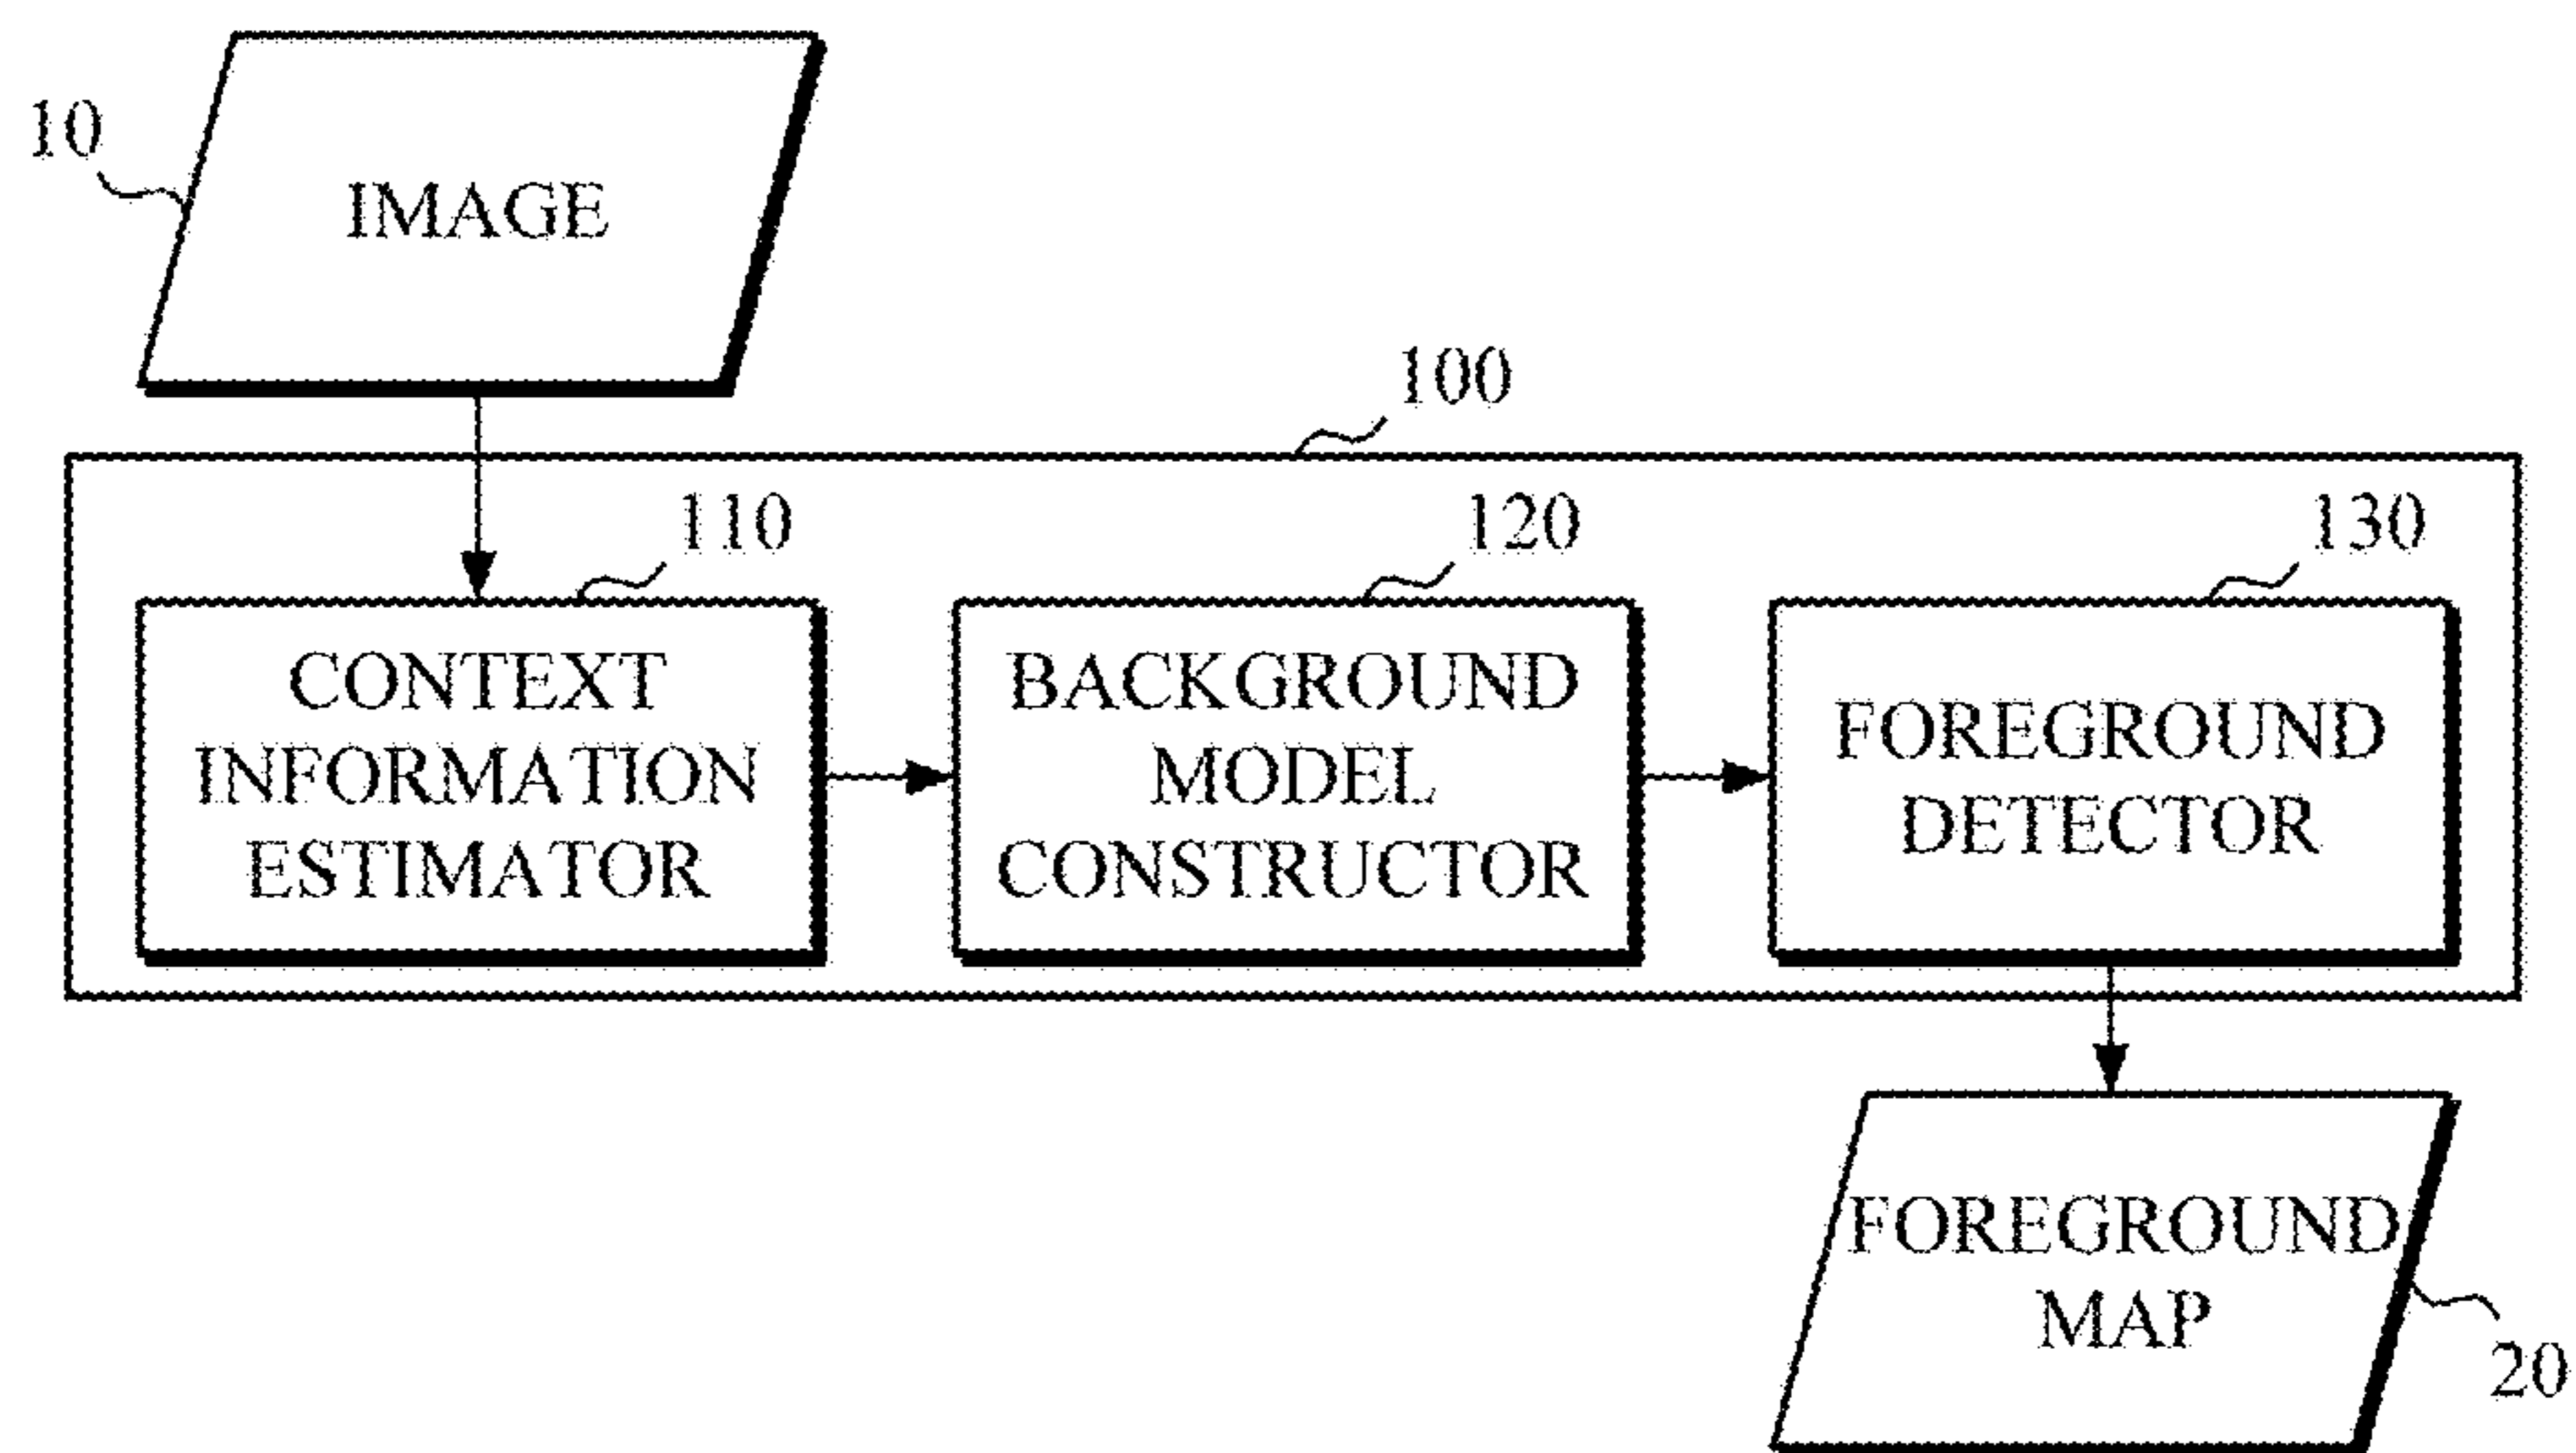 10
IMAGE
100
110
120
130
CONTEXT
INFORMATION
ESTIMATOR
BACKGROUND
MODEL
CONSTRUCTOR
FOREGROUND
DETECTOR
FOREGROUND
MAP
20